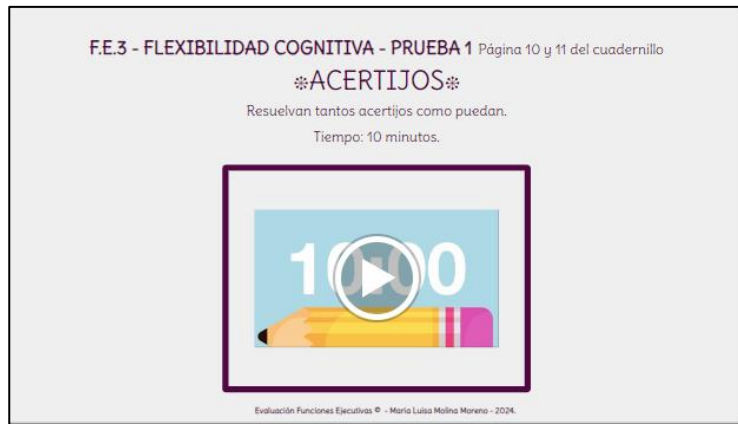 F.E.3 - FLEXIBILIDAD COGNITIVA - PRUEBA 1 Página 10 y 11 del cuadernillo
❊ACERTIJOS❊
Resuelvan tantos acertijos como puedan.
Tiempo: 10 minutos.
10:00
Evaluación Funciones Ejecutivas © - María Luisa Molina Moreno - 2024.